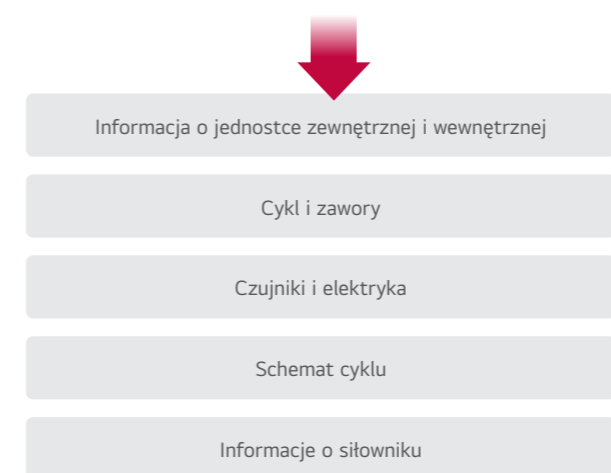 Informacja o jednostce zewnętrznej i wewnętrznej
Cykl i zawory
Czujniki i elektryka
Schemat cyklu
Informacje o siłowniku